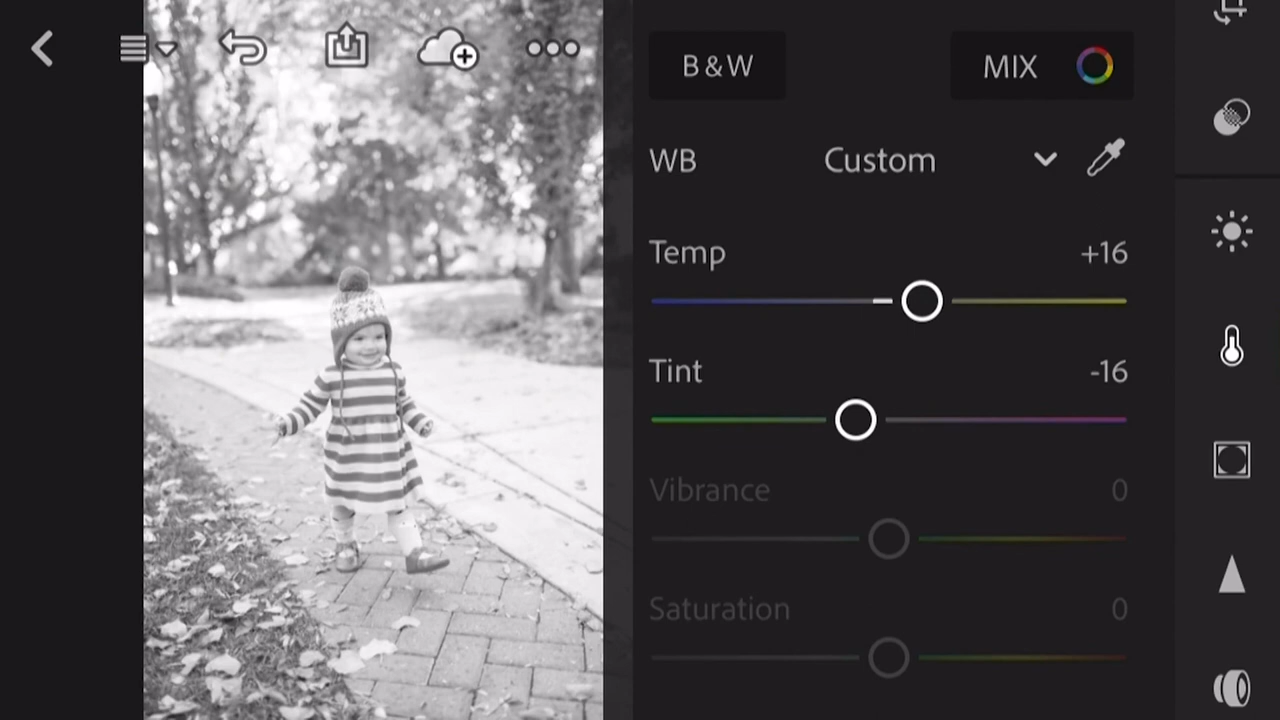 B&W MIX
WB Custom
Temp +16
Tint -16
Vibrance 0
Saturation 0